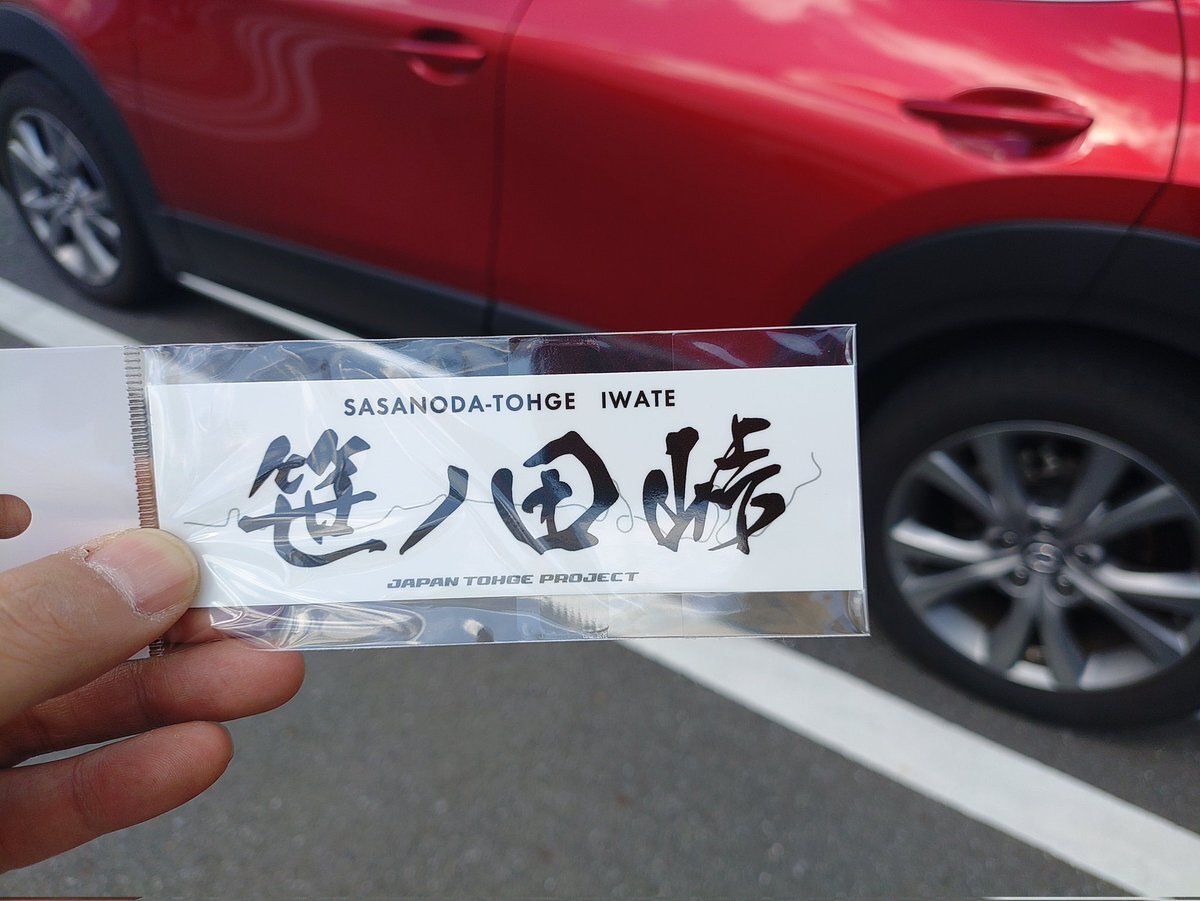 SASANODA-TOHGE IWATE
笹ノ田峠
JAPAN TOHGE PROJECT